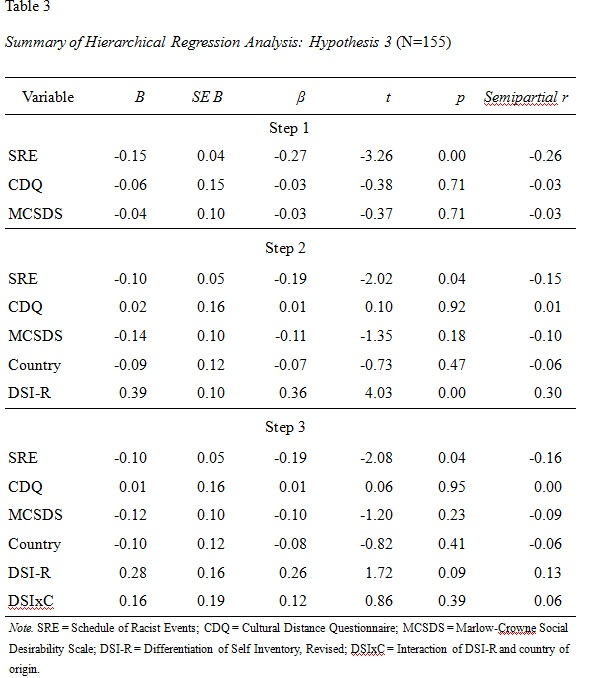 Table 3
Summary of Hierarchical Regression Analysis: Hypothesis 3 (N=155)
Variable B SE B β t p Semipartial r
Step 1
SRE -0.15 0.04 -0.27 -3.26 0.00 -0.26
CDQ -0.06 0.15 -0.03 -0.38 0.71 -0.03
MCSDS -0.04 0.10 -0.03 -0.37 0.71 -0.03
Step 2
SRE -0.10 0.05 -0.19 -2.02 0.04 -0.15
CDQ 0.02 0.16 0.01 0.10 0.92 0.01
MCSDS -0.14 0.10 -0.11 -1.35 0.18 -0.10
Country -0.09 0.12 -0.07 -0.73 0.47 -0.06
DSI-R 0.39 0.10 0.36 4.03 0.00 0.30
Step 3
SRE -0.10 0.05 -0.19 -2.08 0.04 -0.16
CDQ 0.01 0.16 0.01 0.06 0.95 0.00
MCSDS -0.12 0.10 -0.10 -1.20 0.23 -0.09
Country -0.10 0.12 -0.08 -0.82 0.41 -0.06
DSI-R 0.28 0.16 0.26 1.72 0.09 0.13
DSIxC 0.16 0.19 0.12 0.86 0.39 0.06
Note. SRE = Schedule of Racist Events; CDQ = Cultural Distance Questionnaire; MCSDS = Marlow-Crowne Social
Desirability Scale; DSI-R = Differentiation of Self Inventory, Revised; DSIxC = Interaction of DSI-R and country of
origin.